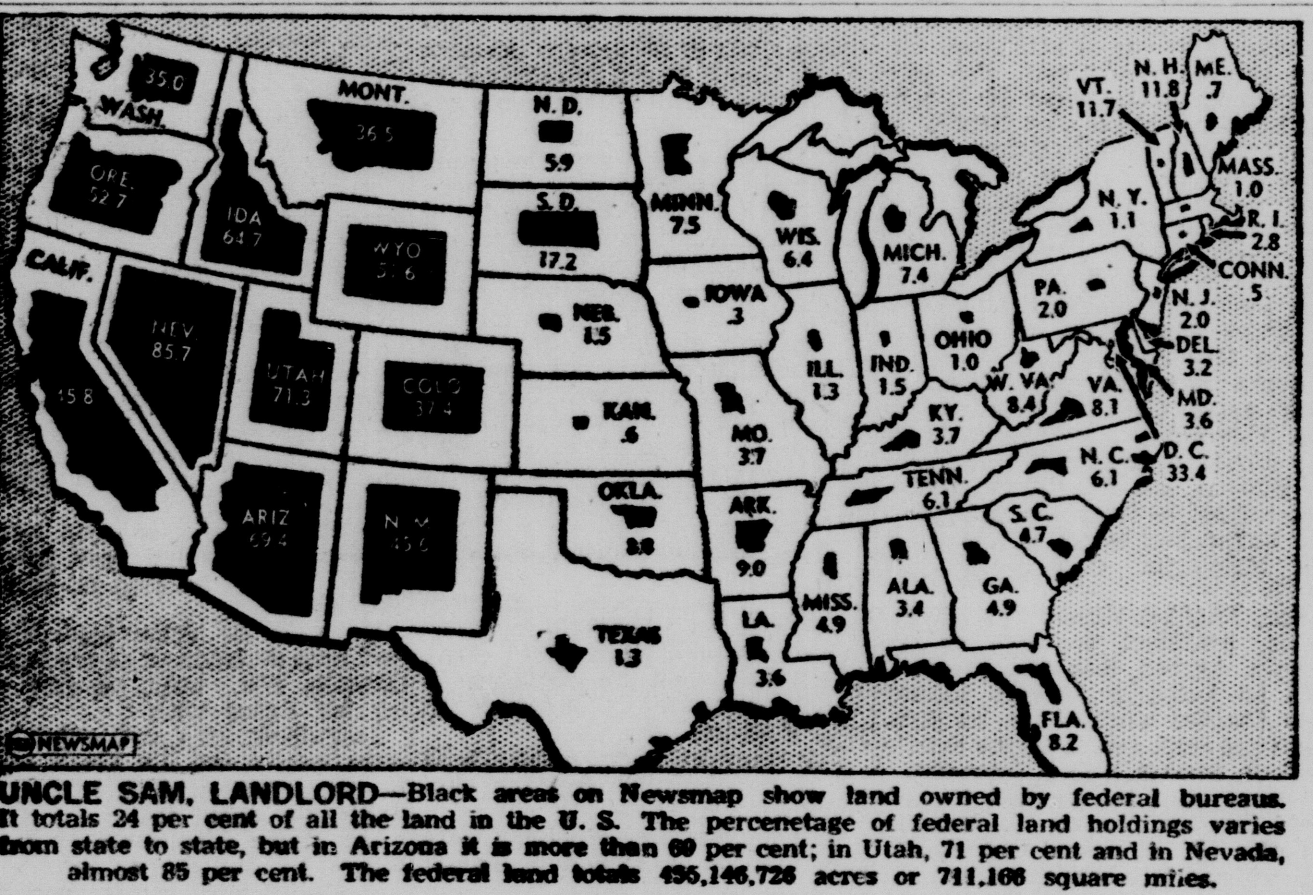 N. H.
11.8
ME.
.7
VT.
11.7
35.0
WASH.
MONT.
36.5
N. D.
5.9
ORE.
52.7
IDA
64.7
WYO
S. D.
17.2
MINN.
7.5
WIS.
6.4
MICH.
7.4
N. Y.
1.1
MASS.
1.0
R. I.
2.8
CONN.
.5
CALIF.
45.8
NEV.
85.7
UTAH
71.3
COLO
37.4
NEB.
1.5
IOWA
.3
ILL.
1.3
IND.
1.5
OHIO
1.0
PA.
2.0
N. J.
2.0
DEL.
3.2
MD.
3.6
D. C.
33.4
KAN.
.6
MO.
3.7
KY.
3.7
W. VA.
8.4
VA.
8.1
ARIZ
69.4
N. M
45.6
OKLA.
ARK.
9.0
TENN.
6.1
N. C.
6.1
S. C.
4.7
TEXAS
1.3
LA.
3.6
MISS.
4.9
ALA.
3.4
GA.
4.9
FLA.
8.2
NEWSMAP
UNCLE SAM, LANDLORD—Black areas on Newsmap show land owned by federal bureaus.
It totals 24 per cent of all the land in the U. S. The percenetage of federal land holdings varies
from state to state, but in Arizona it is more than 69 per cent; in Utah, 71 per cent and in Nevada,
almost 85 per cent. The federal land totals 455,146,726 acres or 711,166 square miles.